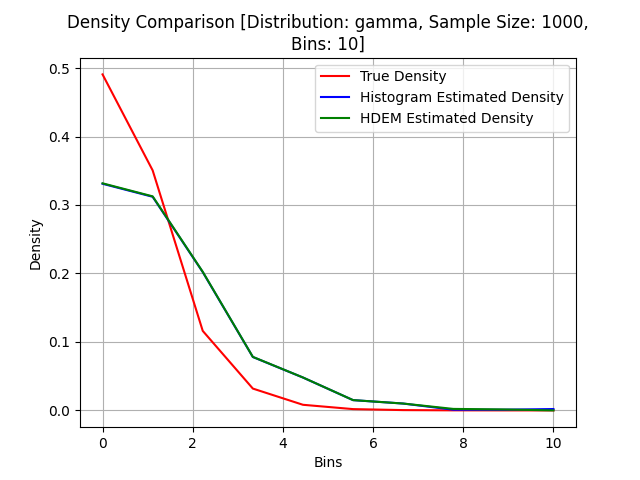 Density Comparison [Distribution: gamma, Sample Size: 1000,
Bins: 10]
True Density
Histogram Estimated Density
HDEM Estimated Density
Density
0.5
0.4
0.3
0.2
0.1
0.0
0 2 4 6 8 10
Bins